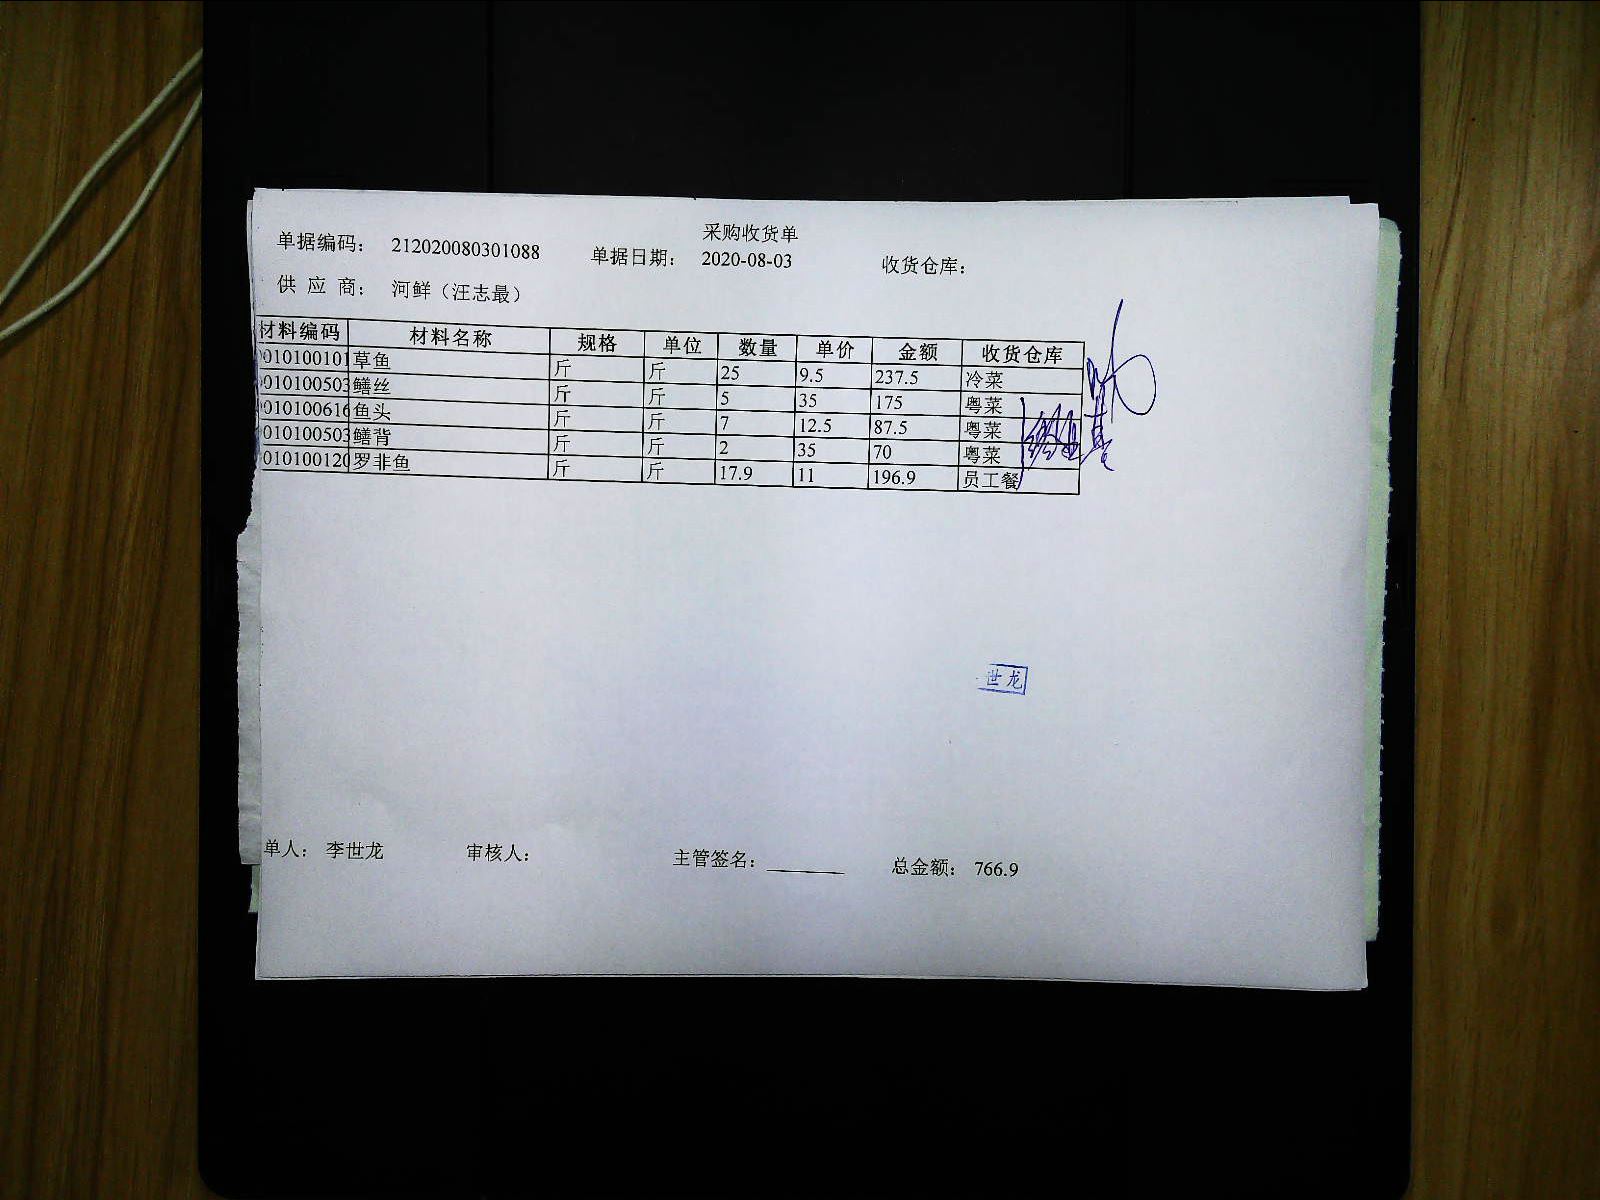 采购收货单
单据编码： 212020080301088 单据日期： 2020-08-03 收货仓库：
供 应 商： 河鲜（汪志最）
材料编码 材料名称 规格 单位 数量 单价 金额 收货仓库
010100101 草鱼 斤 斤 25 9.5 237.5 冷菜
010100503 鳝丝 斤 斤 5 35 175 粤菜
010100616 鱼头 斤 斤 7 12.5 87.5 粤菜
010100503 鳝背 斤 斤 2 35 70 粤菜
010100120 罗非鱼 斤 斤 17.9 11 196.9 员工餐
世龙
单人： 李世龙 审核人： 主管签名： 总金额： 766.9